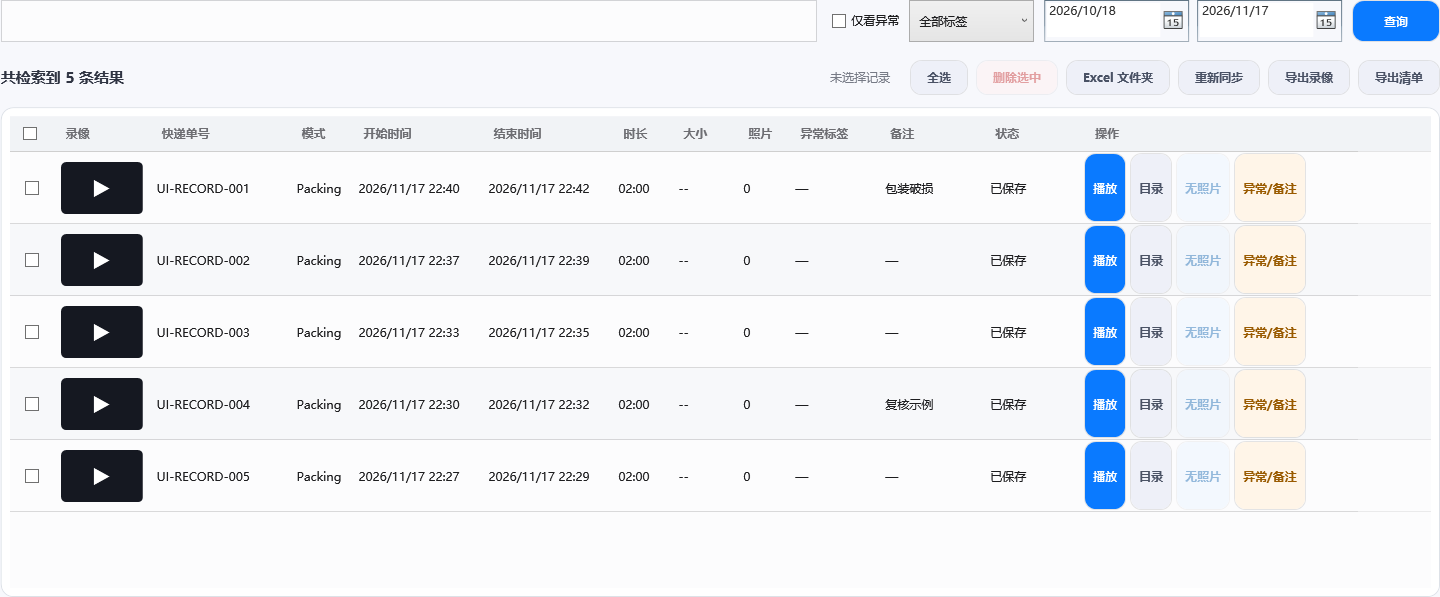 仅看异常 全部标签 2026/10/18 15 2026/11/17 15 查询
共检索到 5 条结果 未选择记录 全选 删除选中 Excel 文件夹 重新同步 导出录像 导出清单
录像 快递单号 模式 开始时间 结束时间 时长 大小 照片 异常标签 备注 状态 操作
UI-RECORD-001 Packing 2026/11/17 22:40 2026/11/17 22:42 02:00 -- 0 — 包装破损 已保存 播放 目录 无照片 异常/备注
UI-RECORD-002 Packing 2026/11/17 22:37 2026/11/17 22:39 02:00 -- 0 — — 已保存 播放 目录 无照片 异常/备注
UI-RECORD-003 Packing 2026/11/17 22:33 2026/11/17 22:35 02:00 -- 0 — — 已保存 播放 目录 无照片 异常/备注
UI-RECORD-004 Packing 2026/11/17 22:30 2026/11/17 22:32 02:00 -- 0 — 复核示例 已保存 播放 目录 无照片 异常/备注
UI-RECORD-005 Packing 2026/11/17 22:27 2026/11/17 22:29 02:00 -- 0 — — 已保存 播放 目录 无照片 异常/备注